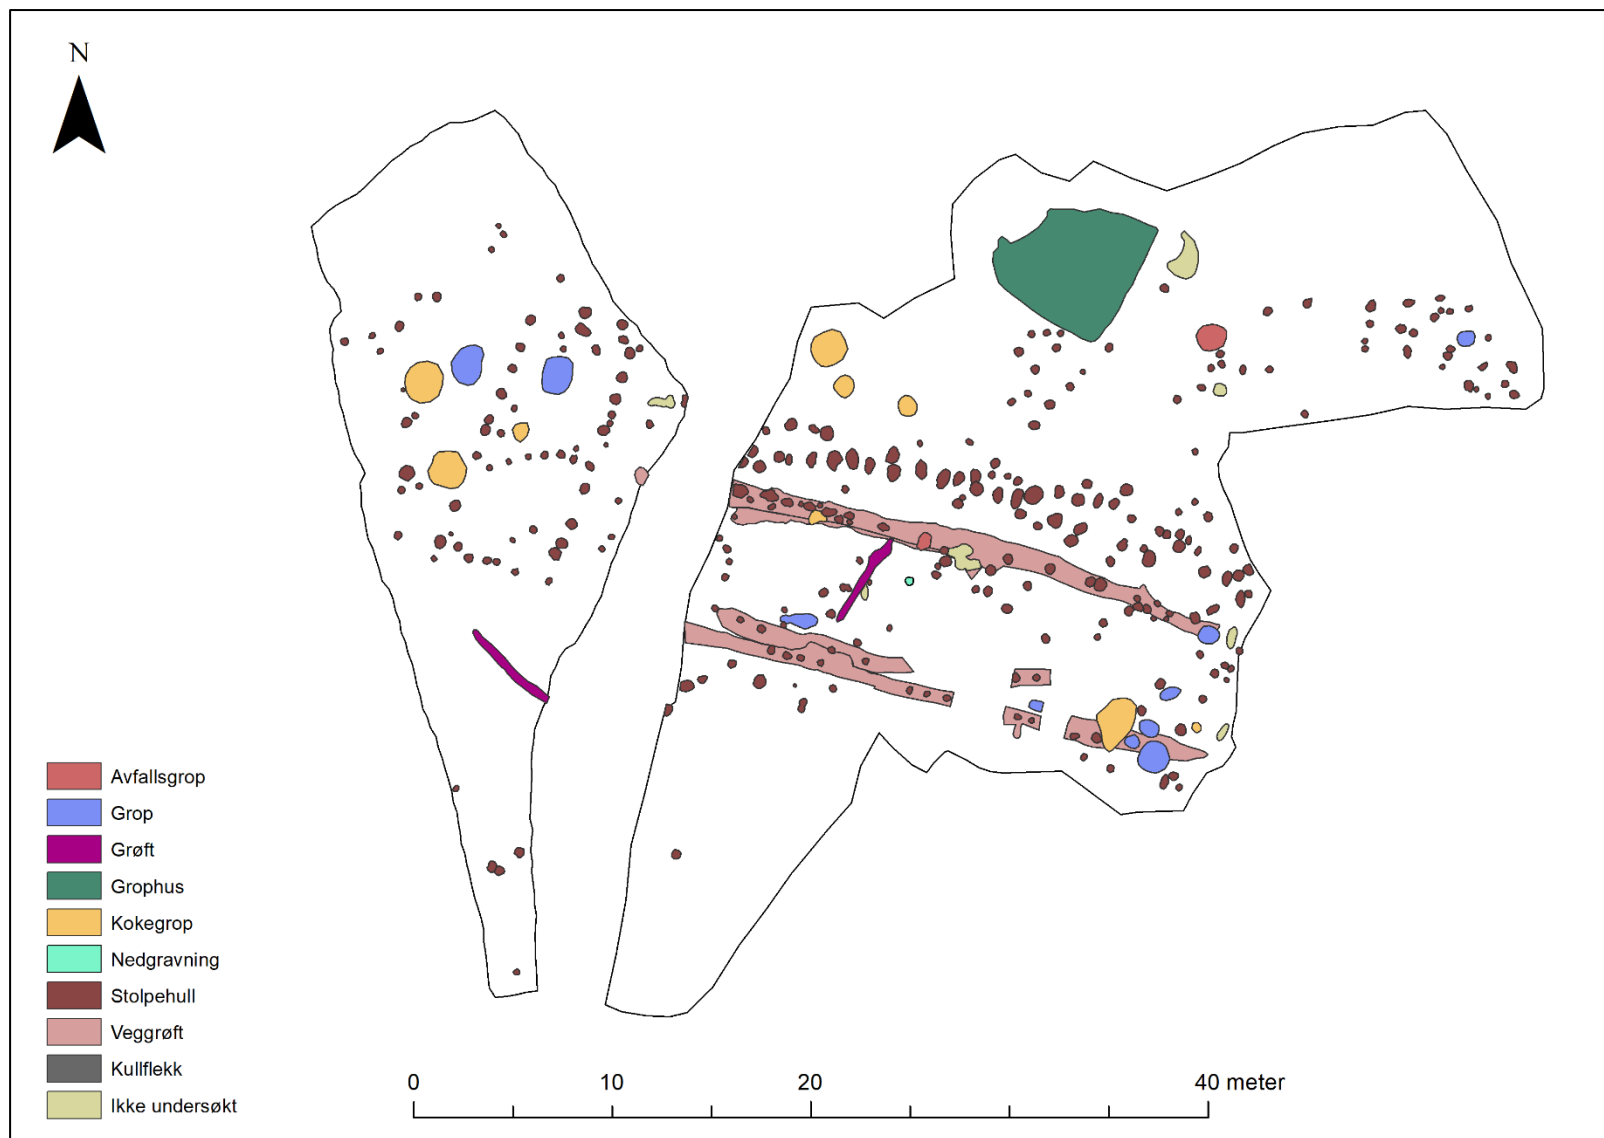 N
Avfallsgrop
Grop
Grøft
Grophus
Kokegrop
Nedgravning
Stolpehull
Veggrøft
Kullflekk
Ikke undersøkt
0 10 20 40 meter